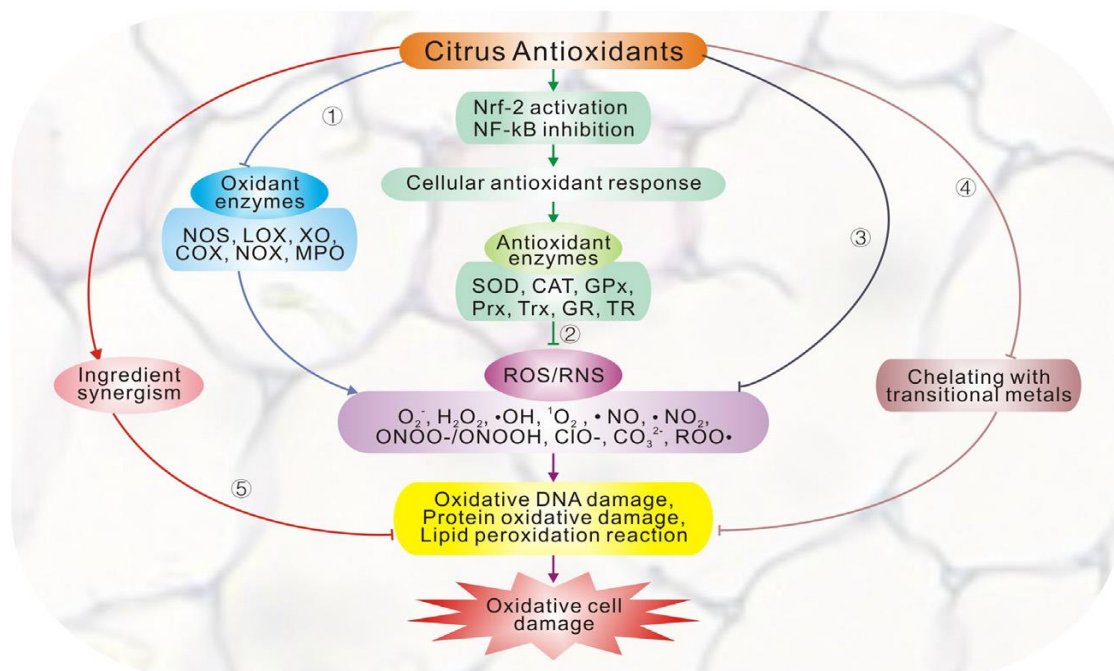 Citrus Antioxidants
Nrf-2 activation
NF-kB inhibition
①
Oxidant
enzymes
NOS, LOX, XO,
COX, NOX, MPO
Cellular antioxidant response
④
③
Antioxidant
enzymes
SOD, CAT, GPx,
Prx, Trx, GR, TR
②
Ingredient
synergism
ROS/RNS
O₂⁻, H₂O₂, •OH, ¹O₂ , • NO, • NO₂,
ONOO-/ONOOH, ClO-, CO₃²⁻, ROO•
Chelating with
transitional metals
⑤
Oxidative DNA damage,
Protein oxidative damage,
Lipid peroxidation reaction
Oxidative cell
damage